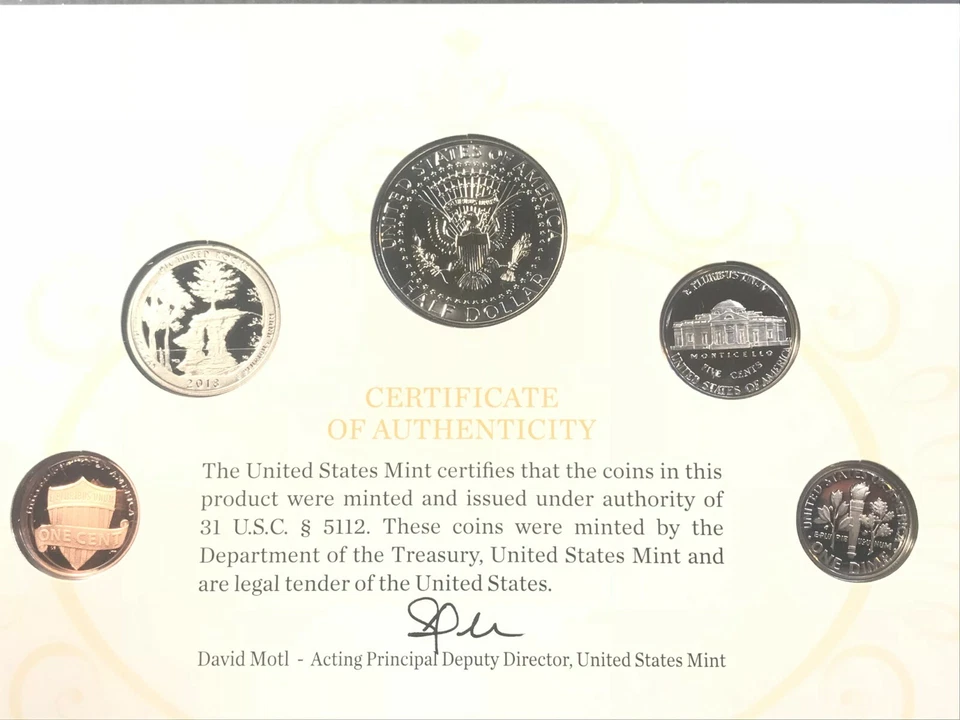 UNITED STATES OF AMERICA
HALF DOLLAR
2018
E PLURIBUS UNUM
MONTICELLO
FIVE CENTS
UNITED STATES OF AMERICA
CERTIFICATE
OF AUTHENTICITY
The United States Mint certifies that the coins in this
product were minted and issued under authority of
31 U.S.C. § 5112. These coins were minted by the
Department of the Treasury, United States Mint and
are legal tender of the United States.
David Motl - Acting Principal Deputy Director, United States Mint
ONE CENT
UNITED STATES OF
ONE DIME